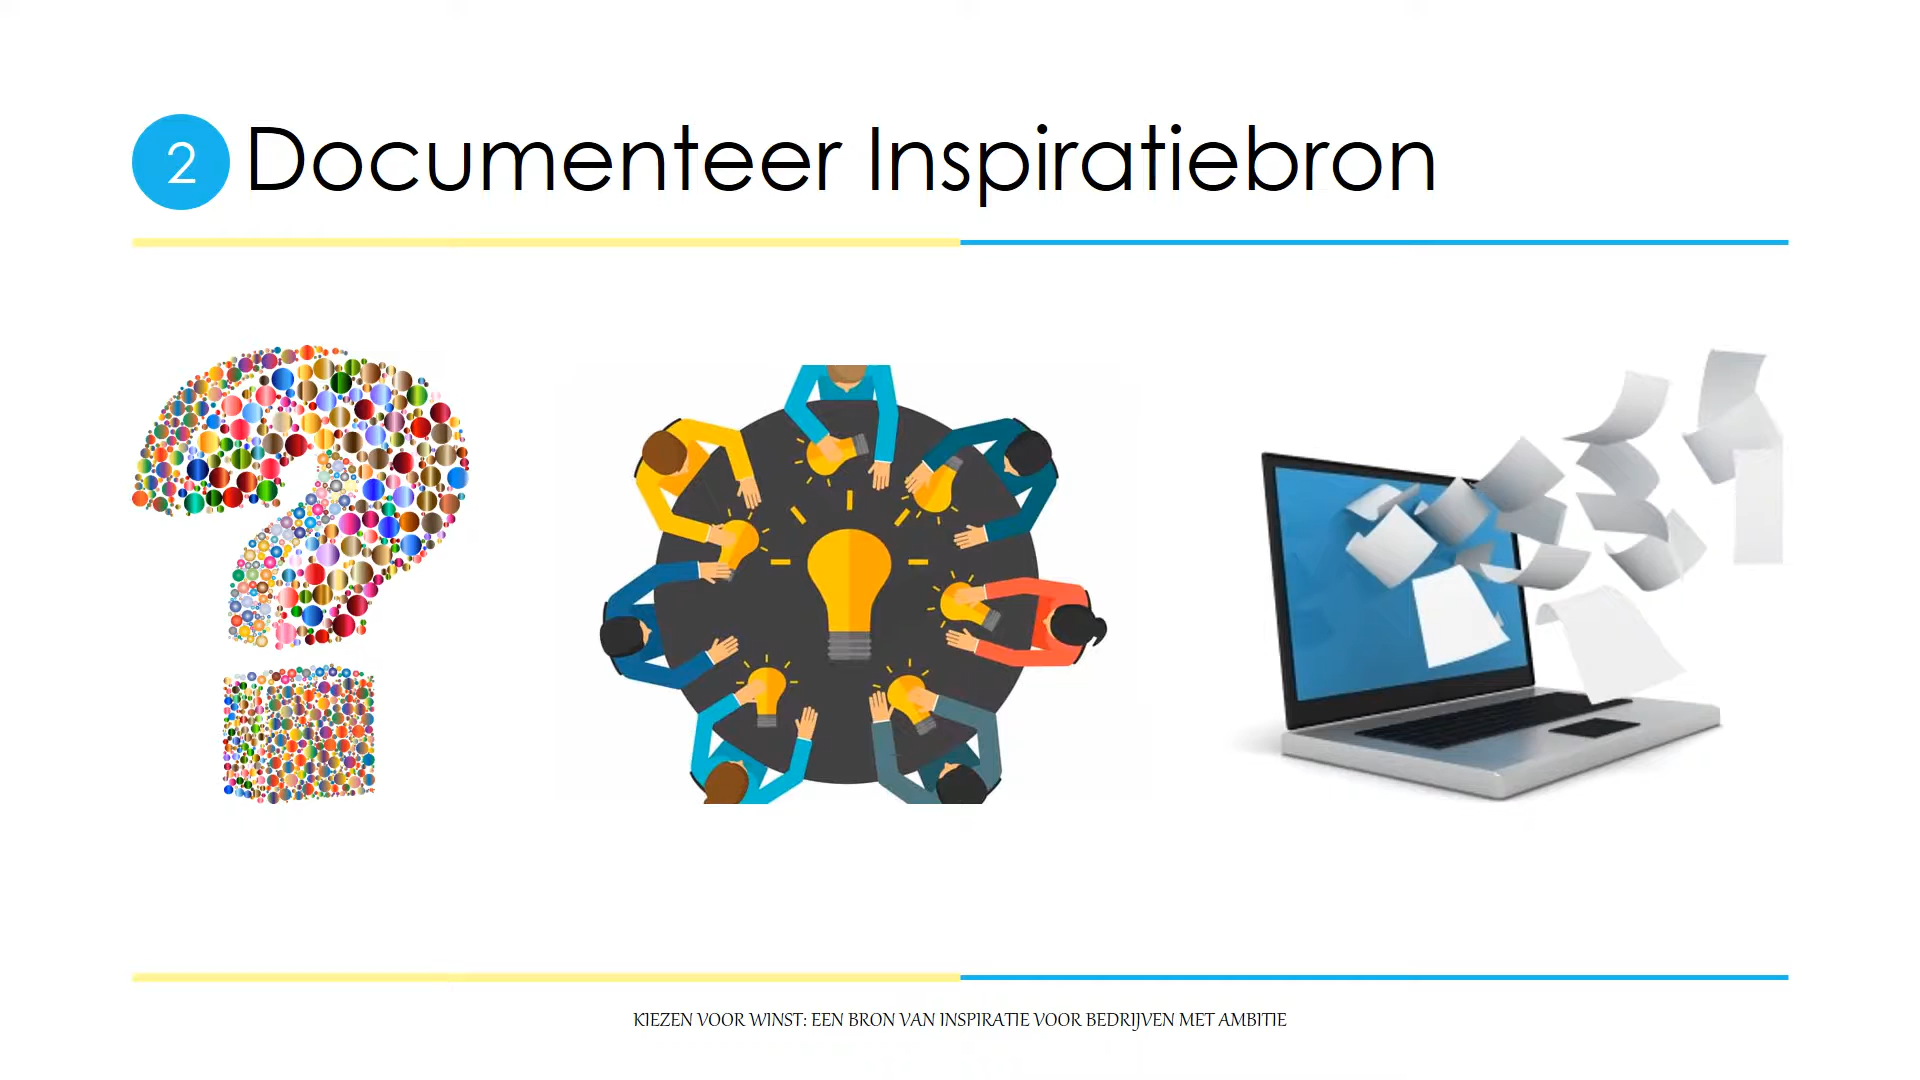 2 Documenteer Inspiratiebron
KIEZEN VOOR WINST: EEN BRON VAN INSPIRATIE VOOR BEDRIJVEN MET AMBITIE